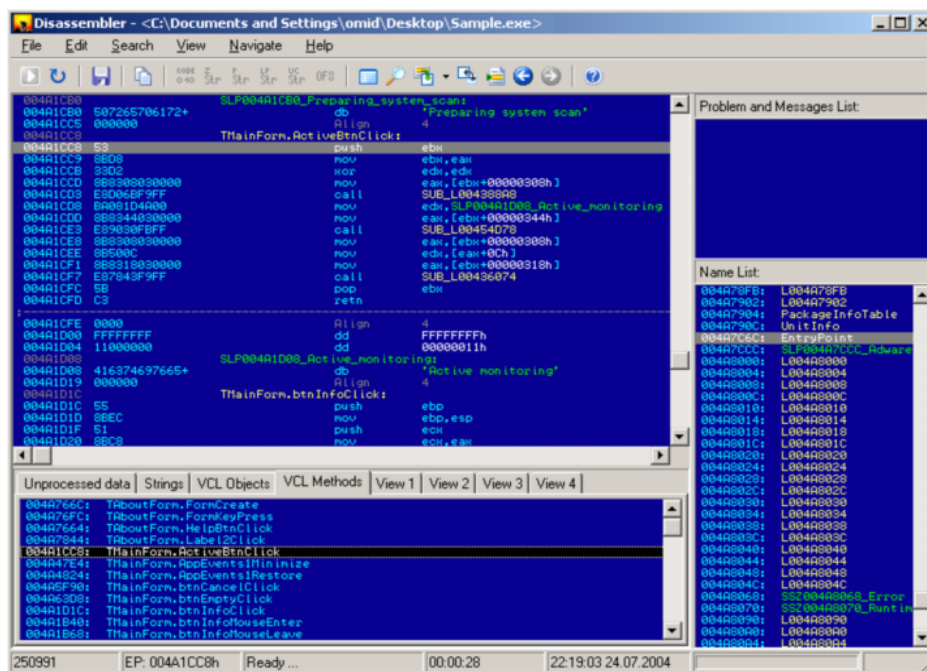 Disassembler - <C:\Documents and Settings\omid\Desktop\Sample.exe>
File Edit Search View Navigate Help
004A1CB0 SLP004A1CB0_Preparing_system_scan:
004A1CB0 507265706172+ db 'Preparing system scan'
004A1CC5 000000 Align 4
004A1CC8 TMainForm.ActiveBtnClick:
004A1CC8 53 push ebx
004A1CC9 8BD8 mov ebx,eax
004A1CCB 33D2 xor edx,edx
004A1CCD 8B8308030000 mov eax,[ebx+00000308h]
004A1CD3 E8D06BF9FF call SUB_L004388A8
004A1CD8 BA081D4A00 mov edx,SLP004A1D08_Active_monitoring
004A1CDD 8B8344030000 mov eax,[ebx+00000344h]
004A1CE3 E89030FBFF call SUB_L00454D78
004A1CE8 8B8308030000 mov eax,[ebx+00000308h]
004A1CEE 8B500C mov edx,[eax+0Ch]
004A1CF1 8B8318030000 mov eax,[ebx+00000318h]
004A1CF7 E87843F9FF call SUB_L00436074
004A1CFC 5B pop ebx
004A1CFD C3 retn
004A1CFE 0000 Align 4
004A1D00 FFFFFFFF dd FFFFFFFFh
004A1D04 11000000 dd 00000011h
004A1D08 SLP004A1D08_Active_monitoring:
004A1D08 416374697665+ db 'Active monitoring'
004A1D19 000000 Align 4
004A1D1C TMainForm.btnInfoClick:
004A1D1C 55 push ebp
004A1D1D 8BEC mov ebp,esp
004A1D1F 51 push ecx
004A1D20 8BC8 mov ecx,eax
Problem and Messages List:
Name List:
004A78FB: L004A78FB
004A7902: L004A7902
004A7904: PackageInfoTable
004A790C: UnitInfo
004A7C6C: EntryPoint
004A7CCC: SLP004A7CCC_Adware
004A8000: L004A8000
004A8004: L004A8004
004A8008: L004A8008
004A800C: L004A800C
004A8010: L004A8010
004A8014: L004A8014
004A8018: L004A8018
004A801C: L004A801C
004A8020: L004A8020
004A8024: L004A8024
004A8028: L004A8028
004A802C: L004A802C
004A8030: L004A8030
004A8034: L004A8034
004A8038: L004A8038
004A803C: L004A803C
004A8040: L004A8040
004A8044: L004A8044
004A8048: L004A8048
004A804C: L004A804C
004A8068: SSZ004A8068_Error
004A8070: SSZ004A8070_Runtim
004A8090: L004A8090
004A80A0: L004A80A0
004A80A4: L004A80A4
Unprocessed data Strings VCL Objects VCL Methods View 1 View 2 View 3 View 4
004A766C: TAboutForm.FormCreate
004A76FC: TAboutForm.FormKeyPress
004A7664: TAboutForm.HelpBtnClick
004A7844: TAboutForm.Label2Click
004A1CC8: TMainForm.ActiveBtnClick
004A47E4: TMainForm.AppEvents1Minimize
004A4824: TMainForm.AppEvents1Restore
004A5F90: TMainForm.btnCancelClick
004A63D8: TMainForm.btnEmptyClick
004A1D1C: TMainForm.btnInfoClick
004A1B40: TMainForm.btnInfoMouseEnter
004A1B68: TMainForm.btnInfoMouseLeave
250991 EP: 004A1CC8h Ready ... 00:00:28 22:19:03 24.07.2004